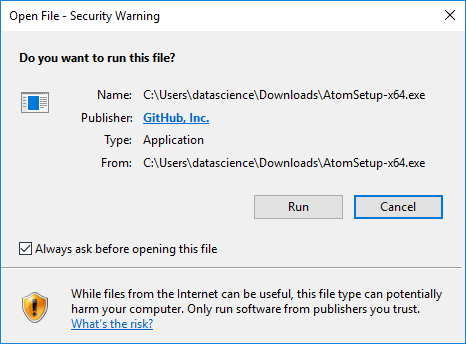 Open File - Security Warning
Do you want to run this file?
Name: C:\Users\datascience\Downloads\AtomSetup-x64.exe
Publisher: GitHub, Inc.
Type: Application
From: C:\Users\datascience\Downloads\AtomSetup-x64.exe
Run Cancel
Always ask before opening this file
While files from the Internet can be useful, this file type can potentially
harm your computer. Only run software from publishers you trust.
What's the risk?